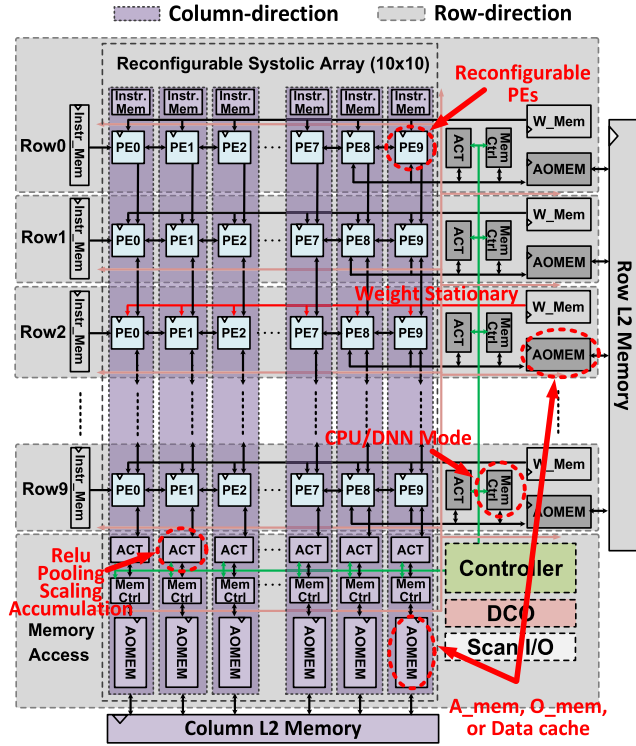 Column-direction
Row-direction
Reconfigurable Systolic Array (10x10)
Reconfigurable
PEs
Instr. Mem
Instr. Mem
Instr. Mem
Instr. Mem
Instr. Mem
Instr. Mem
Row0
Instr_Mem
PE0
PE1
PE2
PE7
PE8
PE9
ACT
Mem Ctrl
W_Mem
AOMEM
Row1
Instr_Mem
PE0
PE1
PE2
PE7
PE8
PE9
ACT
Mem Ctrl
W_Mem
AOMEM
Weight Stationary
Row2
Instr_Mem
PE0
PE1
PE2
PE7
PE8
PE9
ACT
Mem Ctrl
W_Mem
AOMEM
Row L2 Memory
CPU/DNN Mode
Row9
Instr_Mem
PE0
PE1
PE2
PE7
PE8
PE9
ACT
Mem Ctrl
W_Mem
AOMEM
Relu
Pooling
Scaling
Accumulation
ACT
ACT
ACT
ACT
ACT
ACT
Mem Ctrl
Mem Ctrl
Mem Ctrl
Mem Ctrl
Mem Ctrl
Mem Ctrl
Memory
Access
AOMEM
AOMEM
AOMEM
AOMEM
AOMEM
AOMEM
Controller
DCO
Scan I/O
A_mem, O_mem,
or Data cache
Column L2 Memory